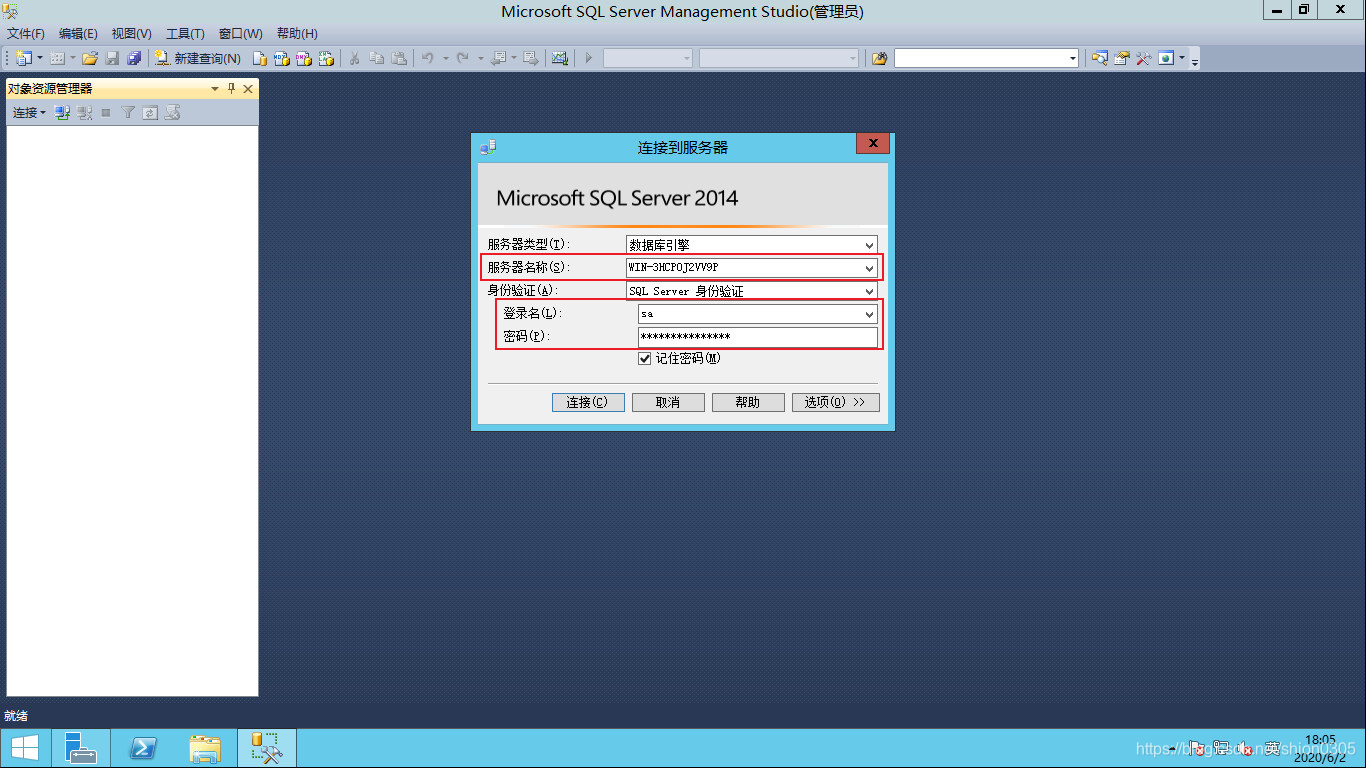 Microsoft SQL Server Management Studio(管理员)
文件(F) 编辑(E) 视图(V) 工具(T) 窗口(W) 帮助(H)
新建查询(N)
对象资源管理器
连接
连接到服务器
Microsoft SQL Server 2014
服务器类型(T): 数据库引擎
服务器名称(S): WIN-3HCPOJ2VV9P
身份验证(A): SQL Server 身份验证
登录名(L): sa
密码(P): ***************
记住密码(M)
连接(C) 取消 帮助 选项(O) >>
就绪
英 18:05
2020/6/2